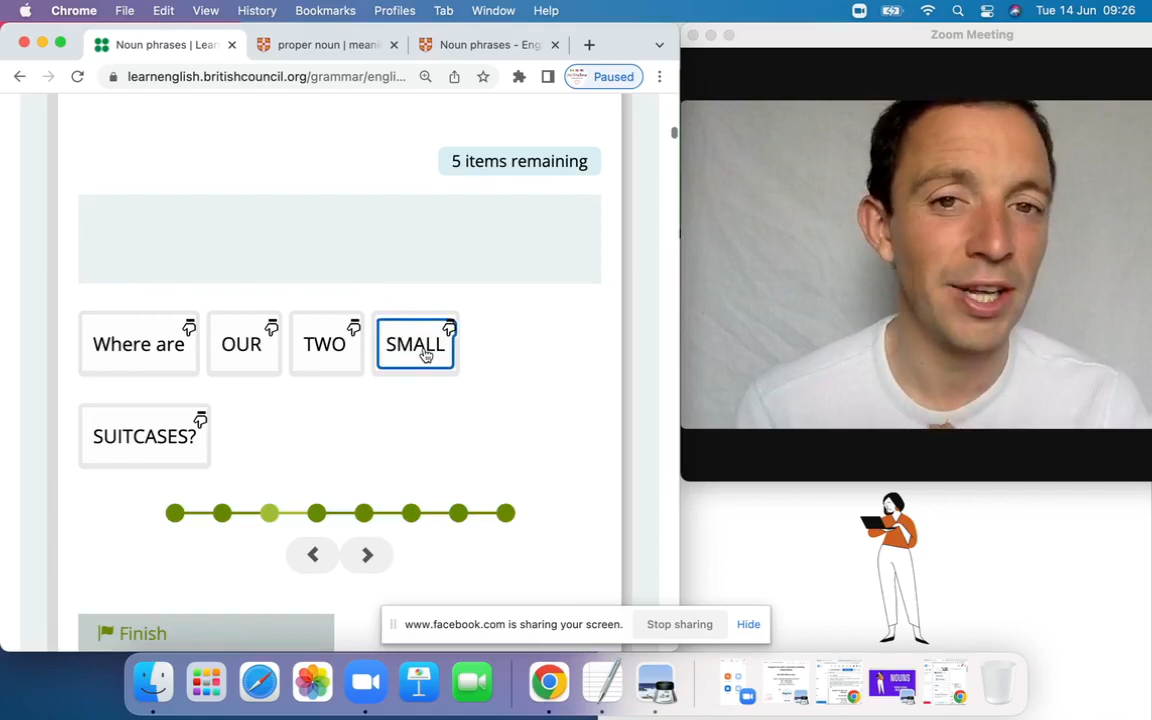 Chrome File Edit View History Bookmarks Profiles Tab Window Help Tue 14 Jun 09:26
Noun phrases | Lear
proper noun | meani
Noun phrases - Eng
Zoom Meeting
learnenglish.britishcouncil.org/grammar/engli...
Paused
5 items remaining
Where are
OUR
TWO
SMALL
SUITCASES?
Finish
www.facebook.com is sharing your screen.
Stop sharing
Hide